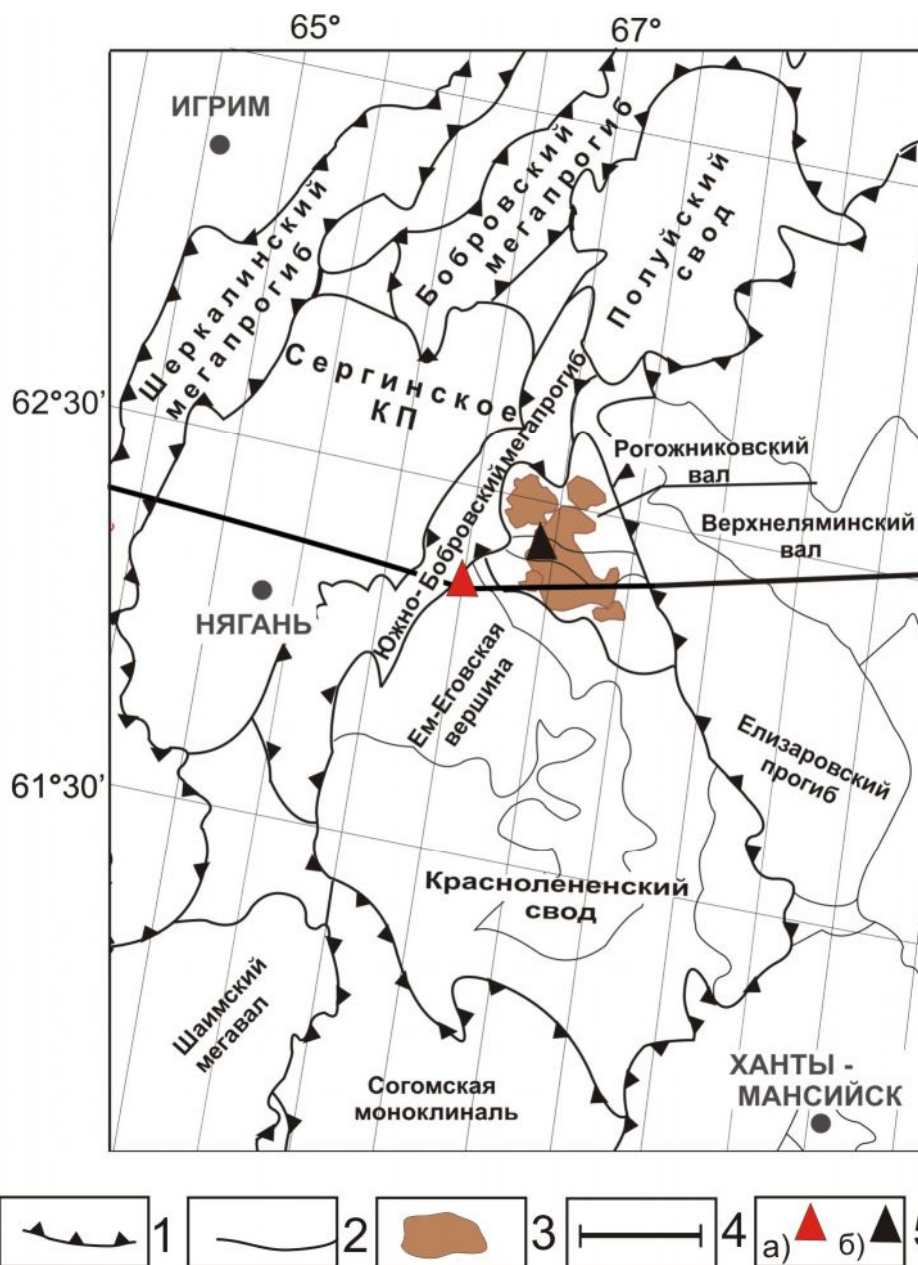 65°
67°
ИГРИМ
Шеркалинский
мегапрогиб
Бобровский
мегапрогиб
Полуйский
свод
Сергинское
КП
62°30'
Южно-Бобровский мегапрогиб
Рогожниковский
вал
Верхнеляминский
вал
НЯГАНЬ
Ем-Еговская
вершина
Елизаровский
прогиб
61°30'
Краснолененский
свод
Шаимский
мегавал
Согомская
моноклиналь
ХАНТЫ -
МАНСИЙСК
1
2
3
4
а)
б)
5